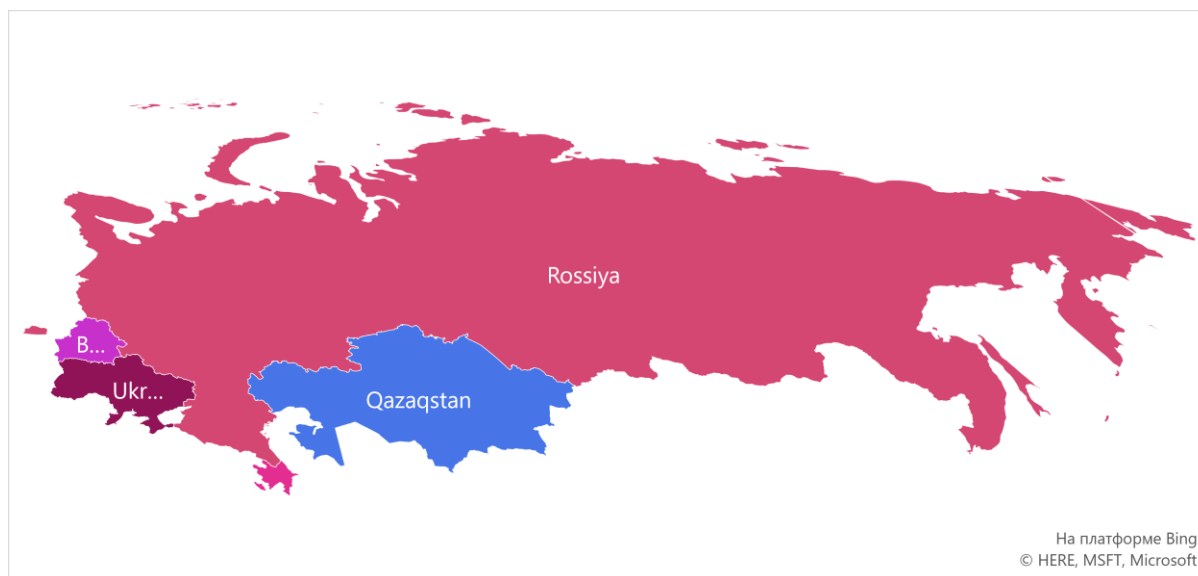 Rossiya
B...
Ukr...
Qazaqstan
На платформе Bing
© HERE, MSFT, Microsoft